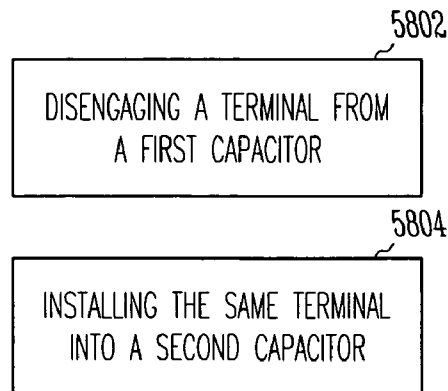 5802
DISENGAGING A TERMINAL FROM
A FIRST CAPACITOR
5804
INSTALLING THE SAME TERMINAL
INTO A SECOND CAPACITOR